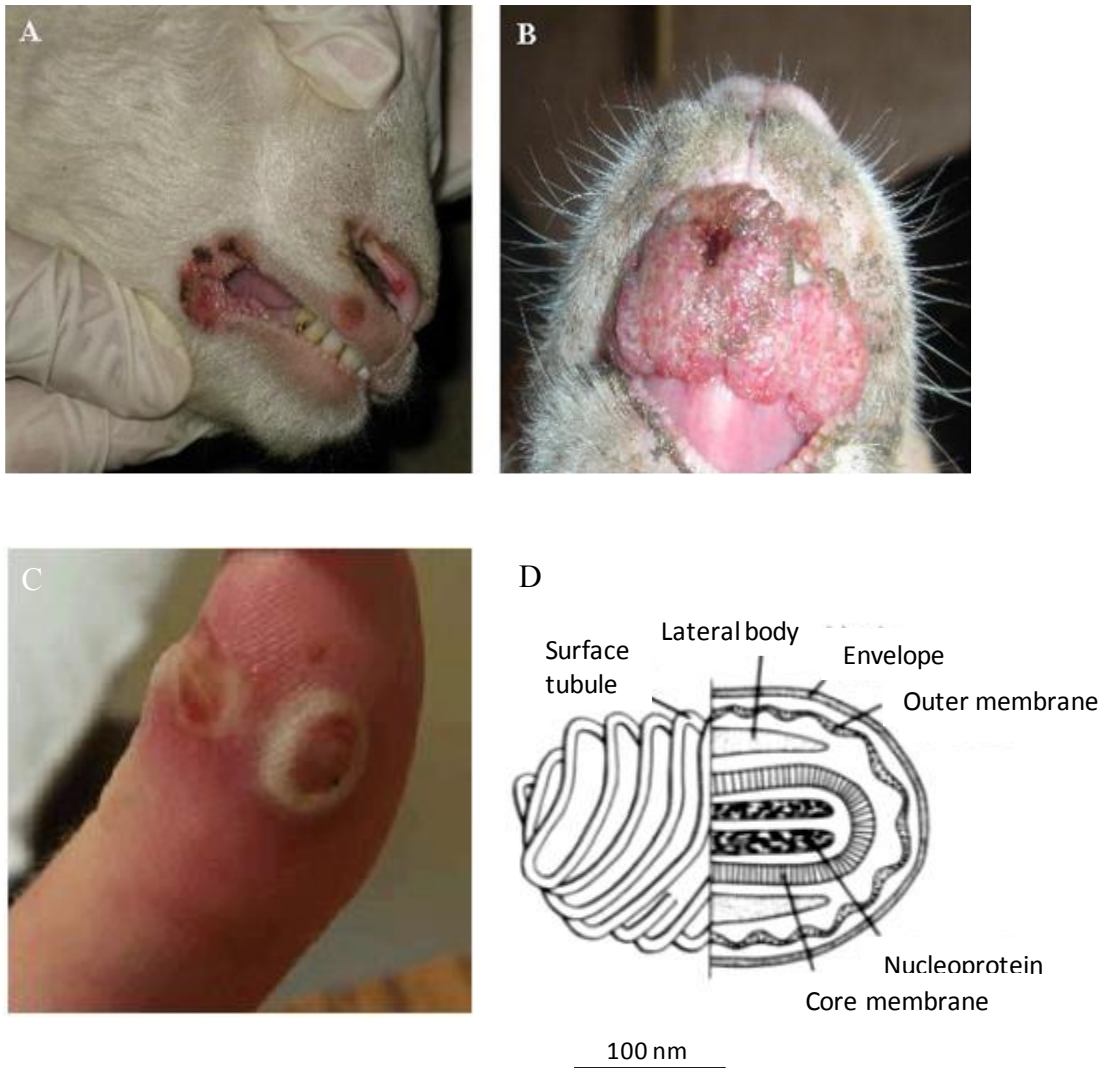 A
B
C
D
Surface
tubule
Lateral body
Envelope
Outer membrane
Nucleoprotein
Core membrane
100 nm